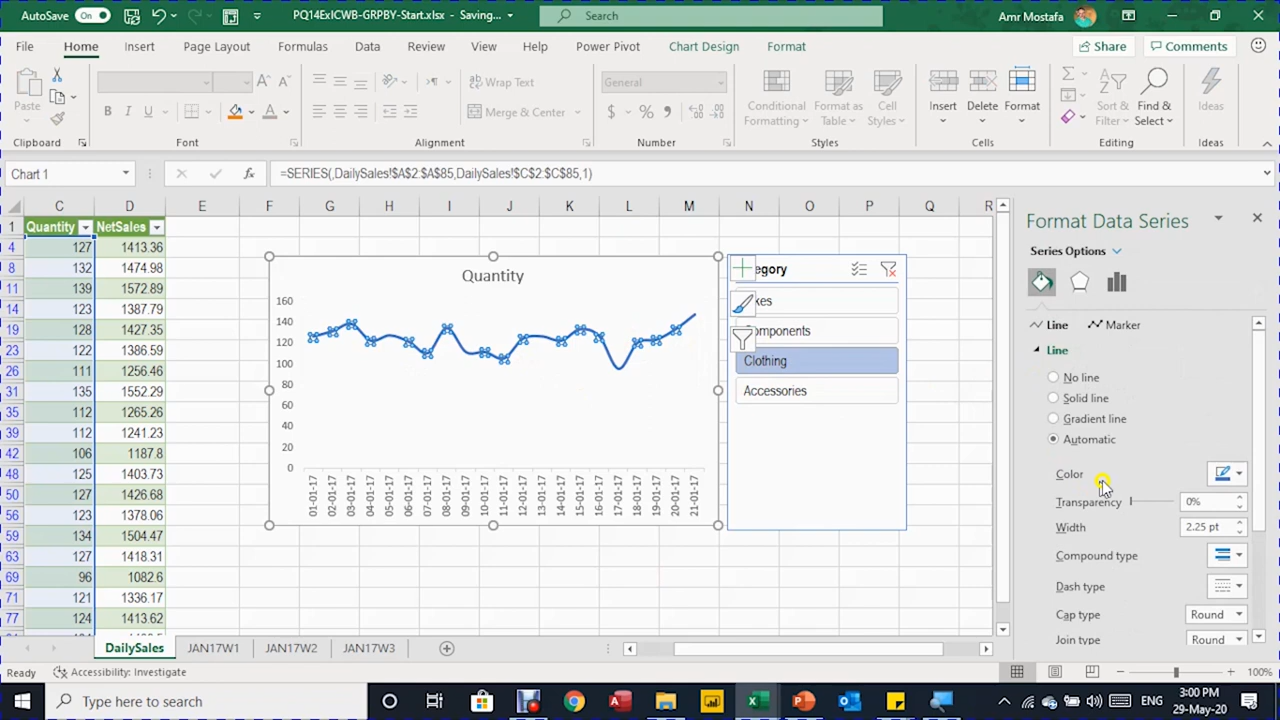 AutoSave On PQ14ExICWB-GRPBY-Start.xlsx - Saving... Search Amr Mostafa
File Home Insert Page Layout Formulas Data Review View Help Power Pivot Chart Design Format Share Comments
Paste
B I U
Wrap Text
Merge & Center
General
$ % 
Conditional Formatting
Format as Table
Cell Styles
Insert Delete Format
Sort & Filter
Find & Select
Ideas
Clipboard Font Alignment Number Styles Cells Editing Ideas
Chart 1 fx =SERIES(,DailySales!$A$2:$A$85,DailySales!$C$2:$C$85,1)
C D E F G H I J K L M N O P Q R
1 Quantity NetSales
4 127 1413.36
8 132 1474.98
11 139 1572.89
14 123 1387.79
19 128 1427.35
23 122 1386.59
26 111 1256.46
31 135 1552.29
35 112 1265.26
39 112 1241.23
42 106 1187.8
48 125 1403.73
50 127 1426.68
56 123 1378.06
59 134 1504.47
63 127 1418.31
69 96 1082.6
71 121 1336.17
77 124 1413.62
Quantity
160
140
120
100
80
60
40
20
0
01-01-17 02-01-17 03-01-17 04-01-17 05-01-17 06-01-17 07-01-17 08-01-17 09-01-17 10-01-17 11-01-17 12-01-17 13-01-17 14-01-17 15-01-17 16-01-17 17-01-17 18-01-17 19-01-17 20-01-17 21-01-17
egory
kes
omponents
Clothing
Accessories
Format Data Series
Series Options
Line Marker
Line
No line
Solid line
Gradient line
Automatic
Color
Transparency 0%
Width 2.25 pt
Compound type
Dash type
Cap type Round
Join type Round
DailySales JAN17W1 JAN17W2 JAN17W3
Ready Accessibility: Investigate 100%
Type here to search ENG 3:00 PM
29-May-20